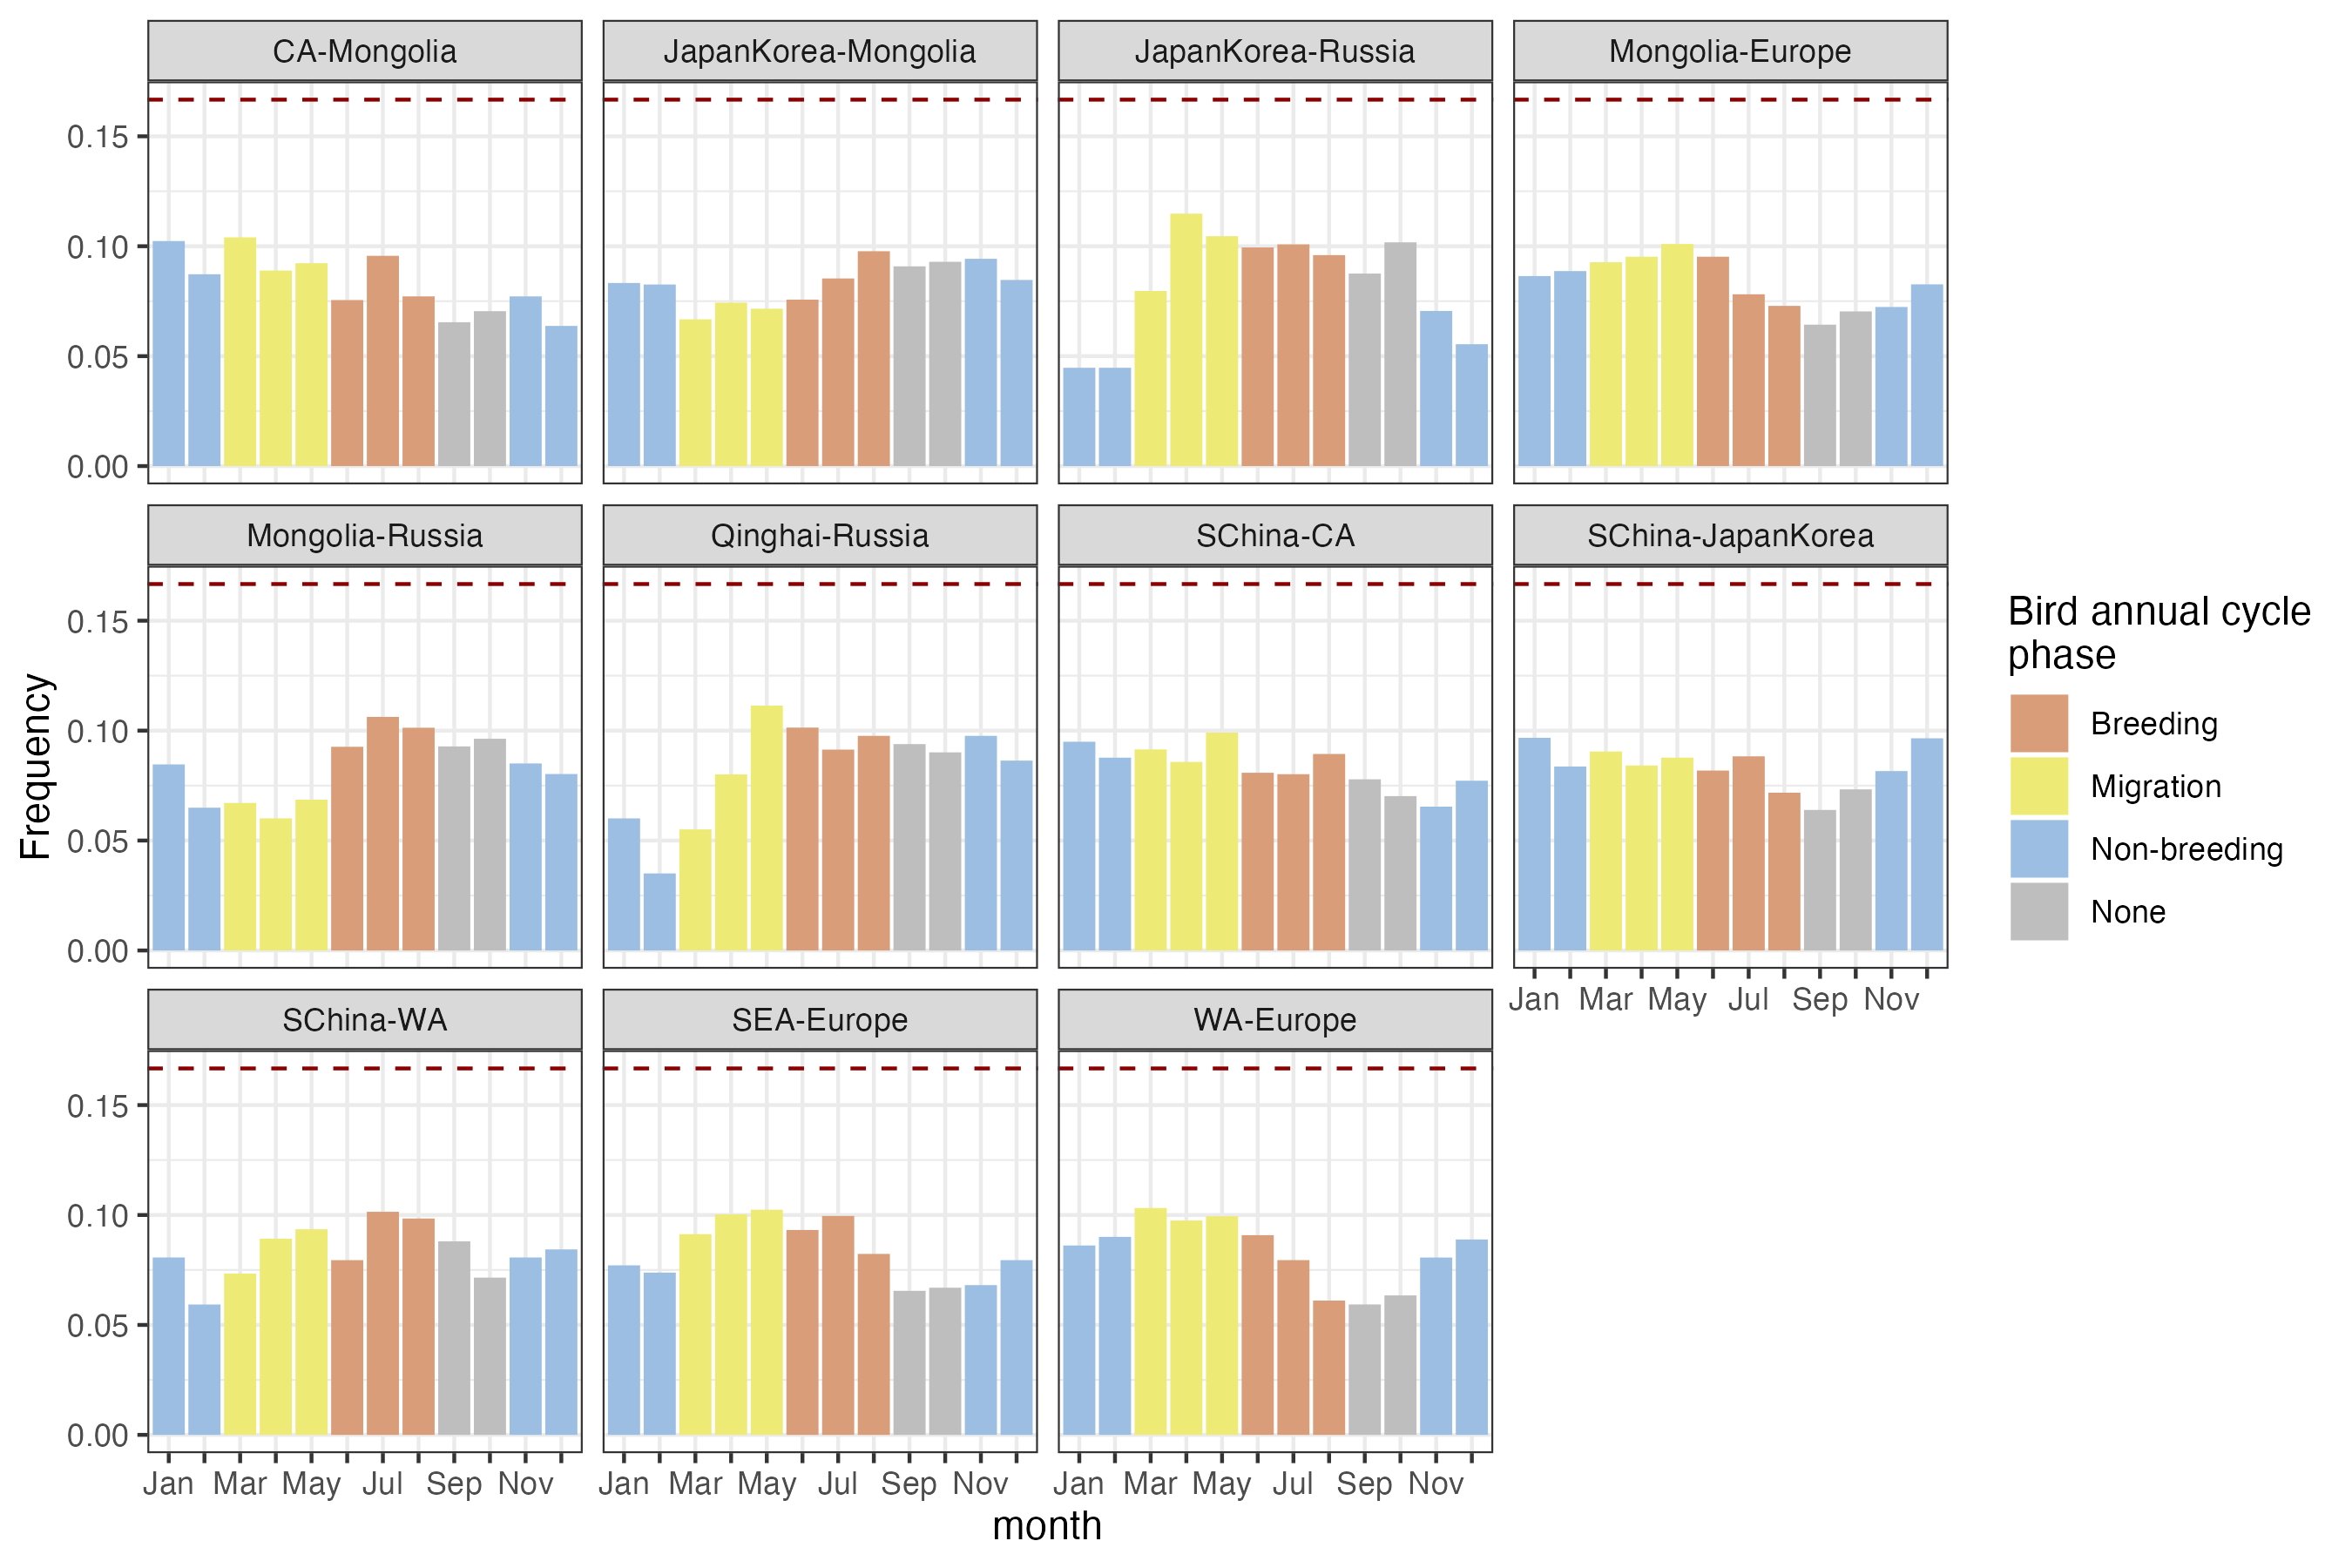 CA-Mongolia
JapanKorea-Mongolia
JapanKorea-Russia
Mongolia-Europe
0.15
0.10
0.05
0.00
Mongolia-Russia
Qinghai-Russia
SChina-CA
SChina-JapanKorea
0.15
0.10
0.05
0.00
Jan Mar May Jul Sep Nov
SChina-WA
SEA-Europe
WA-Europe
0.15
0.10
0.05
0.00
Jan Mar May Jul Sep Nov
Jan Mar May Jul Sep Nov
Jan Mar May Jul Sep Nov
month
Frequency
Bird annual cycle
phase
Breeding
Migration
Non-breeding
None